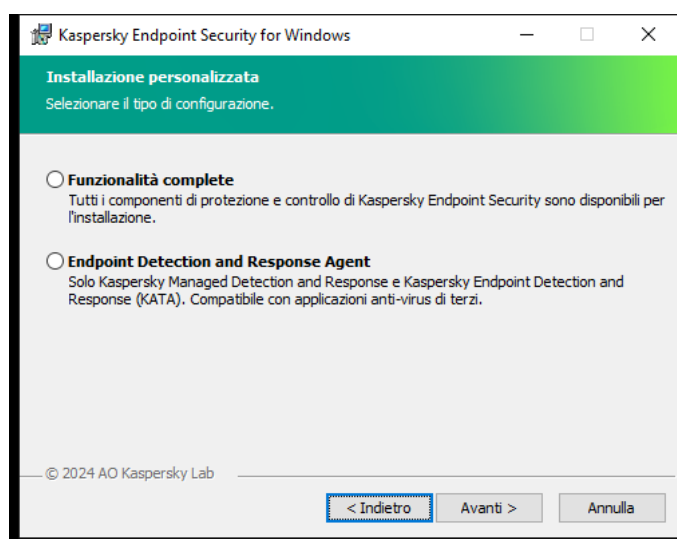 Kaspersky Endpoint Security for Windows
Installazione personalizzata
Selezionare il tipo di configurazione.
Funzionalità complete
Tutti i componenti di protezione e controllo di Kaspersky Endpoint Security sono disponibili per
l'installazione.
Endpoint Detection and Response Agent
Solo Kaspersky Managed Detection and Response e Kaspersky Endpoint Detection and
Response (KATA). Compatibile con applicazioni anti-virus di terzi.
© 2024 AO Kaspersky Lab
< Indietro Avanti > Annulla